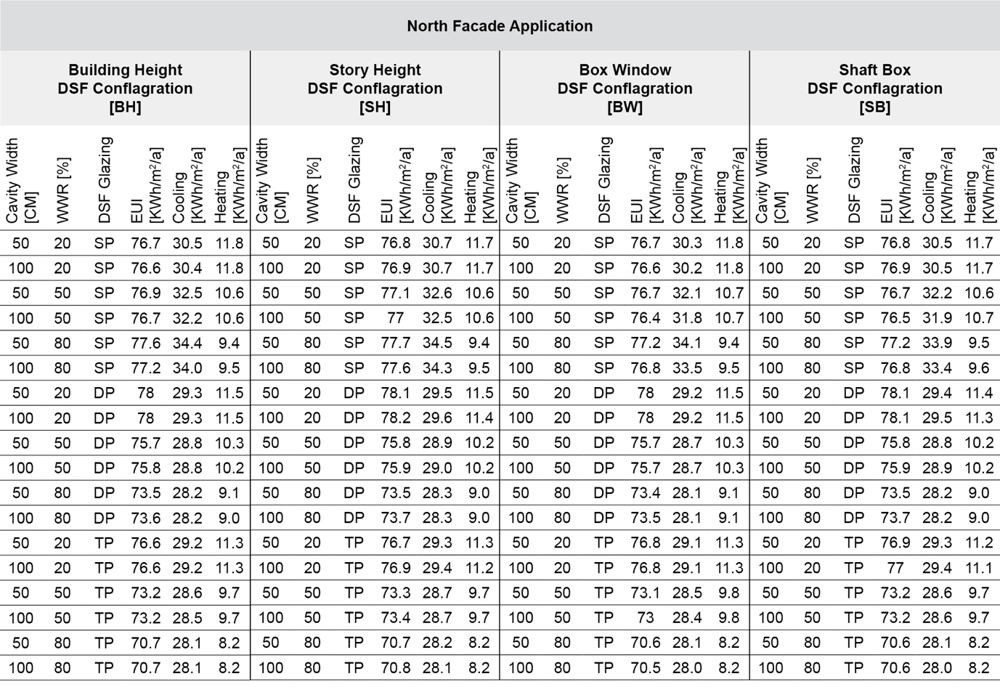 North Facade Application
Building Height
DSF Conflagration
[BH]
Story Height
DSF Conflagration
[SH]
Box Window
DSF Conflagration
[BW]
Shaft Box
DSF Conflagration
[SB]
Cavity Width [CM] WWR [%] DSF Glazing EUI [KWh/m²/a] Cooling [KWh/m²/a] Heating [KWh/m²/a] Cavity Width [CM] WWR [%] DSF Glazing EUI [KWh/m²/a] Cooling [KWh/m²/a] Heating [KWh/m²/a] Cavity Width [CM] WWR [%] DSF Glazing EUI [KWh/m²/a] Cooling [KWh/m²/a] Heating [KWh/m²/a] Cavity Width [CM] WWR [%] DSF Glazing EUI [KWh/m²/a] Cooling [KWh/m²/a] Heating [KWh/m²/a]
50 20 SP 76.7 30.5 11.8 50 20 SP 76.8 30.7 11.7 50 20 SP 76.7 30.3 11.8 50 20 SP 76.8 30.5 11.7
100 20 SP 76.6 30.4 11.8 100 20 SP 76.9 30.7 11.7 100 20 SP 76.6 30.2 11.8 100 20 SP 76.9 30.5 11.7
50 50 SP 76.9 32.5 10.6 50 50 SP 77.1 32.6 10.6 50 50 SP 76.7 32.1 10.7 50 50 SP 76.7 32.2 10.6
100 50 SP 76.7 32.2 10.6 100 50 SP 77 32.5 10.6 100 50 SP 76.4 31.8 10.7 100 50 SP 76.5 31.9 10.7
50 80 SP 77.6 34.4 9.4 50 80 SP 77.7 34.5 9.4 50 80 SP 77.2 34.1 9.4 50 80 SP 77.2 33.9 9.5
100 80 SP 77.2 34.0 9.5 100 80 SP 77.6 34.3 9.5 100 80 SP 76.8 33.5 9.5 100 80 SP 76.8 33.4 9.6
50 20 DP 78 29.3 11.5 50 20 DP 78.1 29.5 11.5 50 20 DP 78 29.2 11.5 50 20 DP 78.1 29.4 11.4
100 20 DP 78 29.3 11.5 100 20 DP 78.2 29.6 11.4 100 20 DP 78 29.2 11.5 100 20 DP 78.1 29.5 11.3
50 50 DP 75.7 28.8 10.3 50 50 DP 75.8 28.9 10.2 50 50 DP 75.7 28.7 10.3 50 50 DP 75.8 28.8 10.2
100 50 DP 75.8 28.8 10.2 100 50 DP 75.9 29.0 10.2 100 50 DP 75.7 28.7 10.3 100 50 DP 75.9 28.9 10.2
50 80 DP 73.5 28.2 9.1 50 80 DP 73.5 28.3 9.0 50 80 DP 73.4 28.1 9.1 50 80 DP 73.5 28.2 9.0
100 80 DP 73.6 28.2 9.0 100 80 DP 73.7 28.3 9.0 100 80 DP 73.5 28.1 9.1 100 80 DP 73.7 28.2 9.0
50 20 TP 76.6 29.2 11.3 50 20 TP 76.7 29.3 11.3 50 20 TP 76.8 29.1 11.3 50 20 TP 76.9 29.3 11.2
100 20 TP 76.6 29.2 11.3 100 20 TP 76.9 29.4 11.2 100 20 TP 76.8 29.1 11.3 100 20 TP 77 29.4 11.1
50 50 TP 73.2 28.6 9.7 50 50 TP 73.3 28.7 9.7 50 50 TP 73.1 28.5 9.8 50 50 TP 73.2 28.6 9.7
100 50 TP 73.2 28.5 9.7 100 50 TP 73.4 28.7 9.7 100 50 TP 73 28.4 9.8 100 50 TP 73.2 28.6 9.7
50 80 TP 70.7 28.1 8.2 50 80 TP 70.7 28.2 8.2 50 80 TP 70.6 28.1 8.2 50 80 TP 70.6 28.1 8.2
100 80 TP 70.7 28.1 8.2 100 80 TP 70.8 28.1 8.2 100 80 TP 70.5 28.0 8.2 100 80 TP 70.6 28.0 8.2